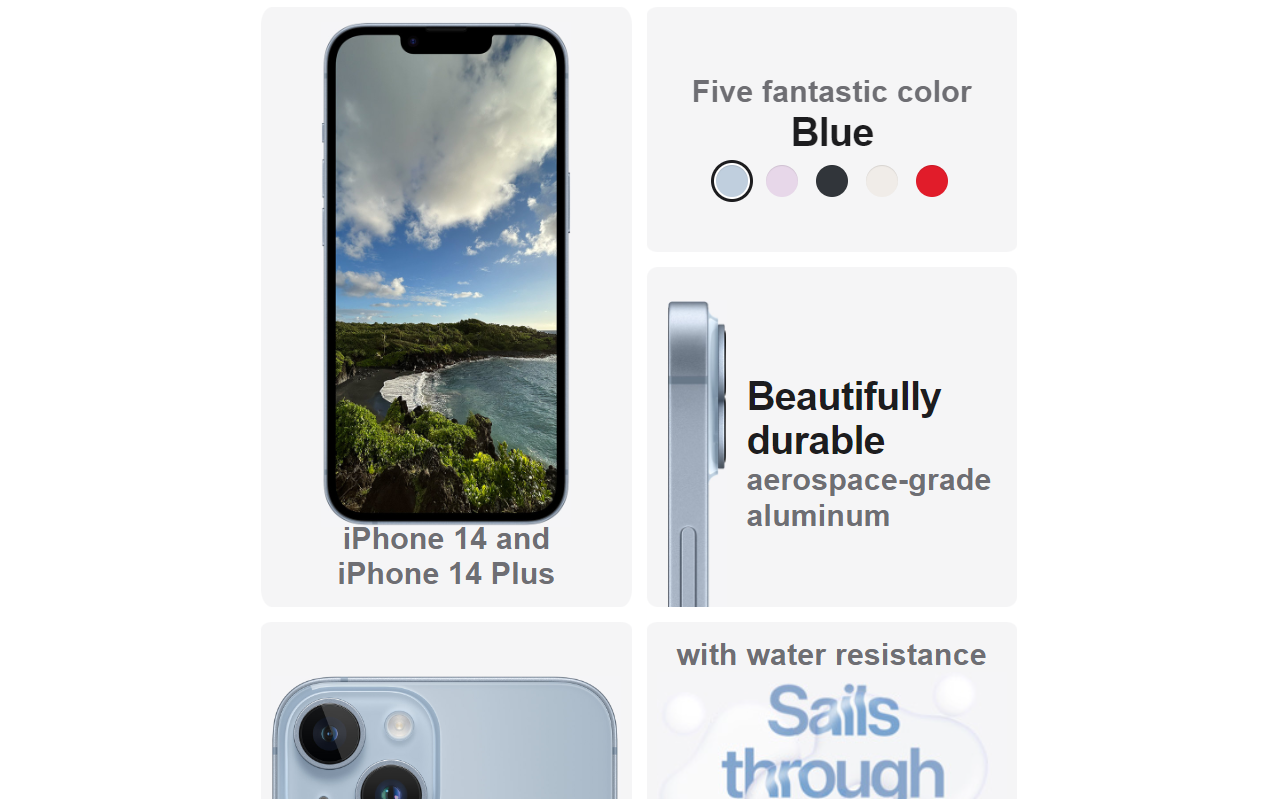 Five fantastic color
Blue
iPhone 14 and
iPhone 14 Plus
Beautifully
durable
aerospace-grade
aluminum
with water resistance
Sails
through